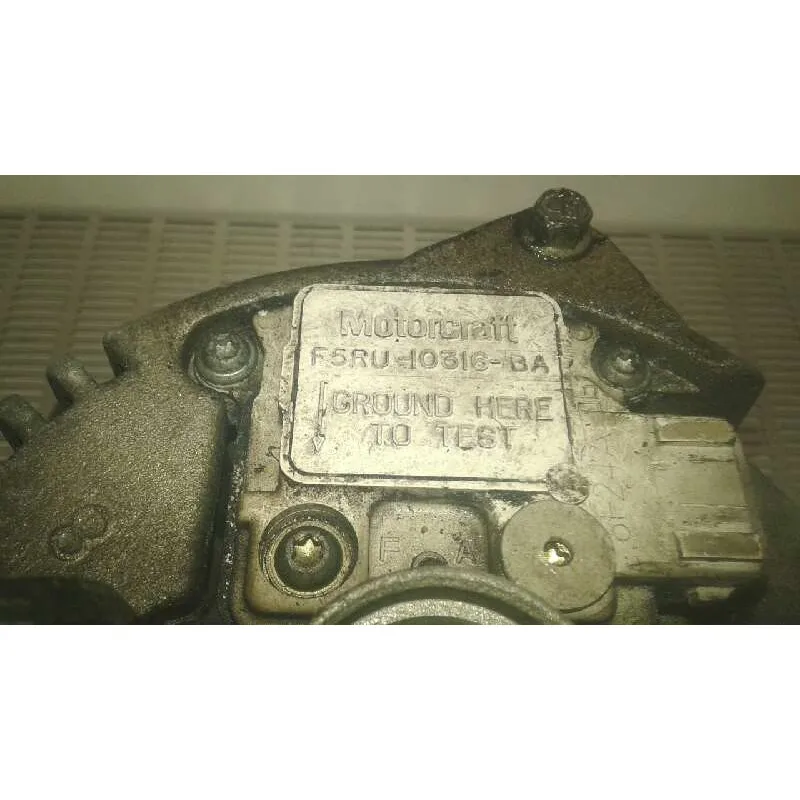 Motorcraft
F5RU-10316-BA
GROUND HERE
TO TEST
F A